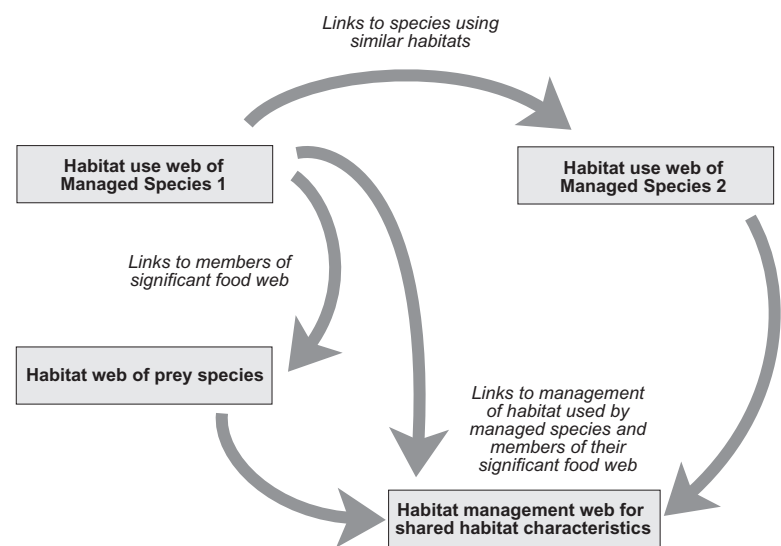 Links to species using
similar habitats
Habitat use web of
Managed Species 1
Habitat use web of
Managed Species 2
Links to members of
significant food web
Habitat web of prey species
Links to management
of habitat used by
managed species and
members of their
significant food web
Habitat management web for
shared habitat characteristics